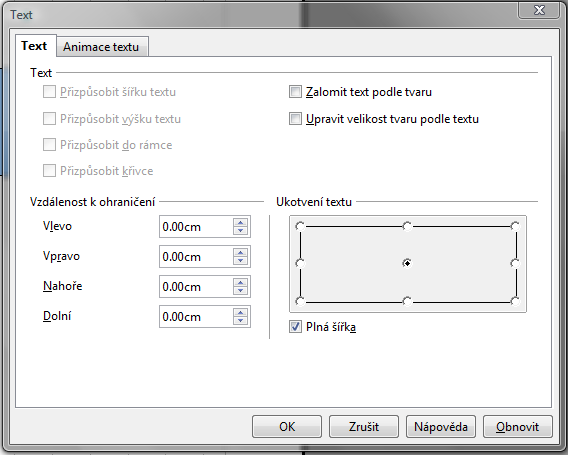 Text
Text Animace textu
Text
Přizpůsobit šířku textu
Přizpůsobit výšku textu
Přizpůsobit do rámce
Přizpůsobit křivce
Zalomit text podle tvaru
Upravit velikost tvaru podle textu
Vzdálenost k ohraničení
Vlevo 0.00cm
Vpravo 0.00cm
Nahoře 0.00cm
Dolní 0.00cm
Ukotvení textu
Plná šířka
OK Zrušit Nápověda Obnovit